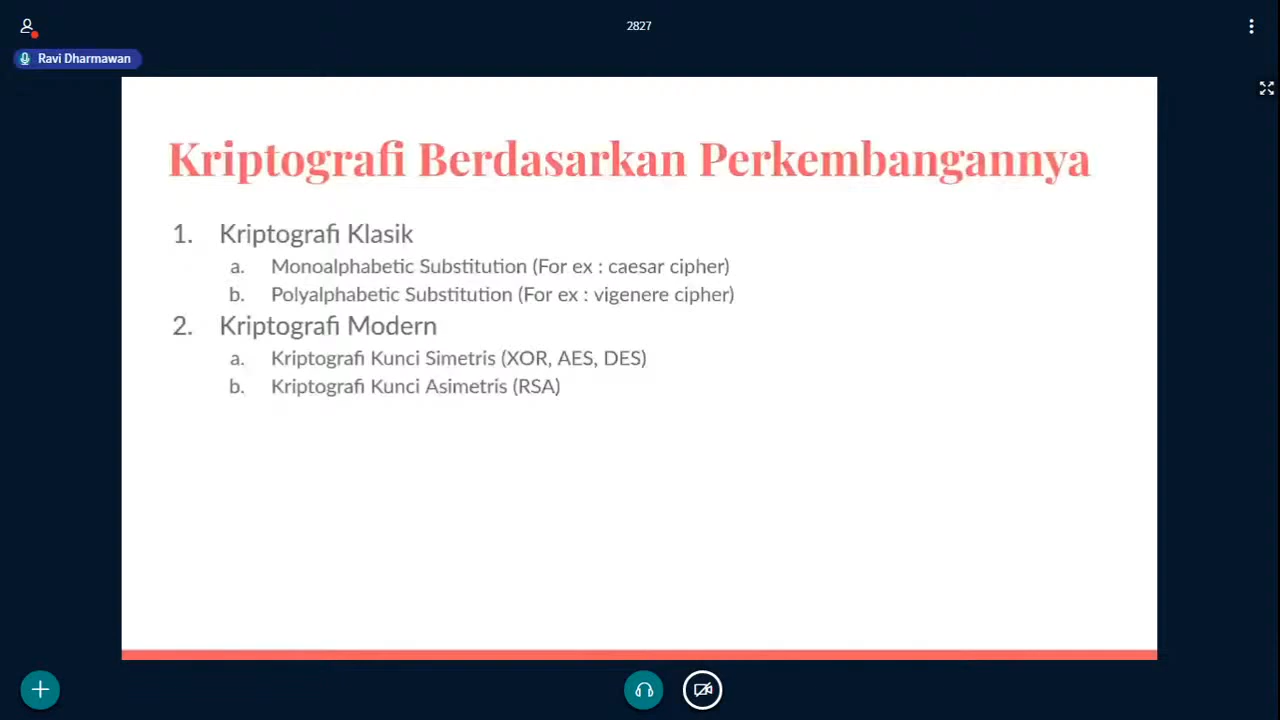 2827
Ravi Dharmawan
Kriptografi Berdasarkan Perkembangannya
1. Kriptografi Klasik
a. Monoalphabetic Substitution (For ex : caesar cipher)
b. Polyalphabetic Substitution (For ex : vigenere cipher)
2. Kriptografi Modern
a. Kriptografi Kunci Simetris (XOR, AES, DES)
b. Kriptografi Kunci Asimetris (RSA)